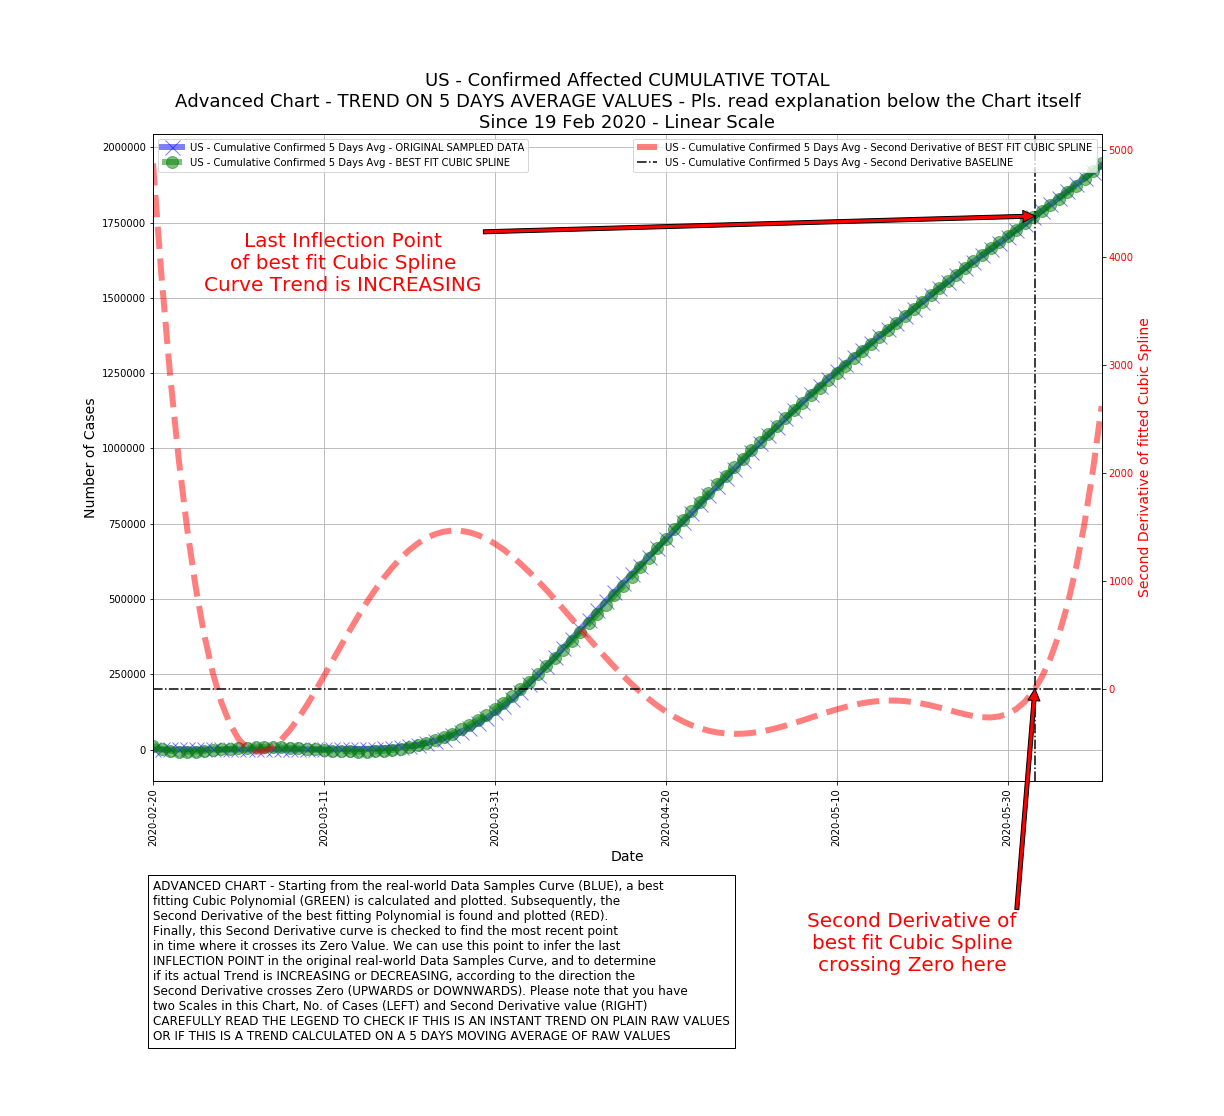 US - Confirmed Affected CUMULATIVE TOTAL
Advanced Chart - TREND ON 5 DAYS AVERAGE VALUES - Pls. read explanation below the Chart itself
Since 19 Feb 2020 - Linear Scale
US - Cumulative Confirmed 5 Days Avg - ORIGINAL SAMPLED DATA
US - Cumulative Confirmed 5 Days Avg - BEST FIT CUBIC SPLINE
US - Cumulative Confirmed 5 Days Avg - Second Derivative of BEST FIT CUBIC SPLINE
US - Cumulative Confirmed 5 Days Avg - Second Derivative BASELINE
Last Inflection Point
of best fit Cubic Spline
Curve Trend is INCREASING
Number of Cases
2000000
1750000
1500000
1250000
1000000
750000
500000
250000
0
5000
4000
3000
2000
1000
0
Second Derivative of fitted Cubic Spline
2020-02-20
2020-03-11
2020-03-31
2020-04-20
2020-05-10
2020-05-30
Date
Second Derivative of
best fit Cubic Spline
crossing Zero here
ADVANCED CHART - Starting from the real-world Data Samples Curve (BLUE), a best
fitting Cubic Polynomial (GREEN) is calculated and plotted. Subsequently, the
Second Derivative of the best fitting Polynomial is found and plotted (RED).
Finally, this Second Derivative curve is checked to find the most recent point
in time where it crosses its Zero Value. We can use this point to infer the last
INFLECTION POINT in the original real-world Data Samples Curve, and to determine
if its actual Trend is INCREASING or DECREASING, according to the direction the
Second Derivative crosses Zero (UPWARDS or DOWNWARDS). Please note that you have
two Scales in this Chart, No. of Cases (LEFT) and Second Derivative value (RIGHT)
CAREFULLY READ THE LEGEND TO CHECK IF THIS IS AN INSTANT TREND ON PLAIN RAW VALUES
OR IF THIS IS A TREND CALCULATED ON A 5 DAYS MOVING AVERAGE OF RAW VALUES